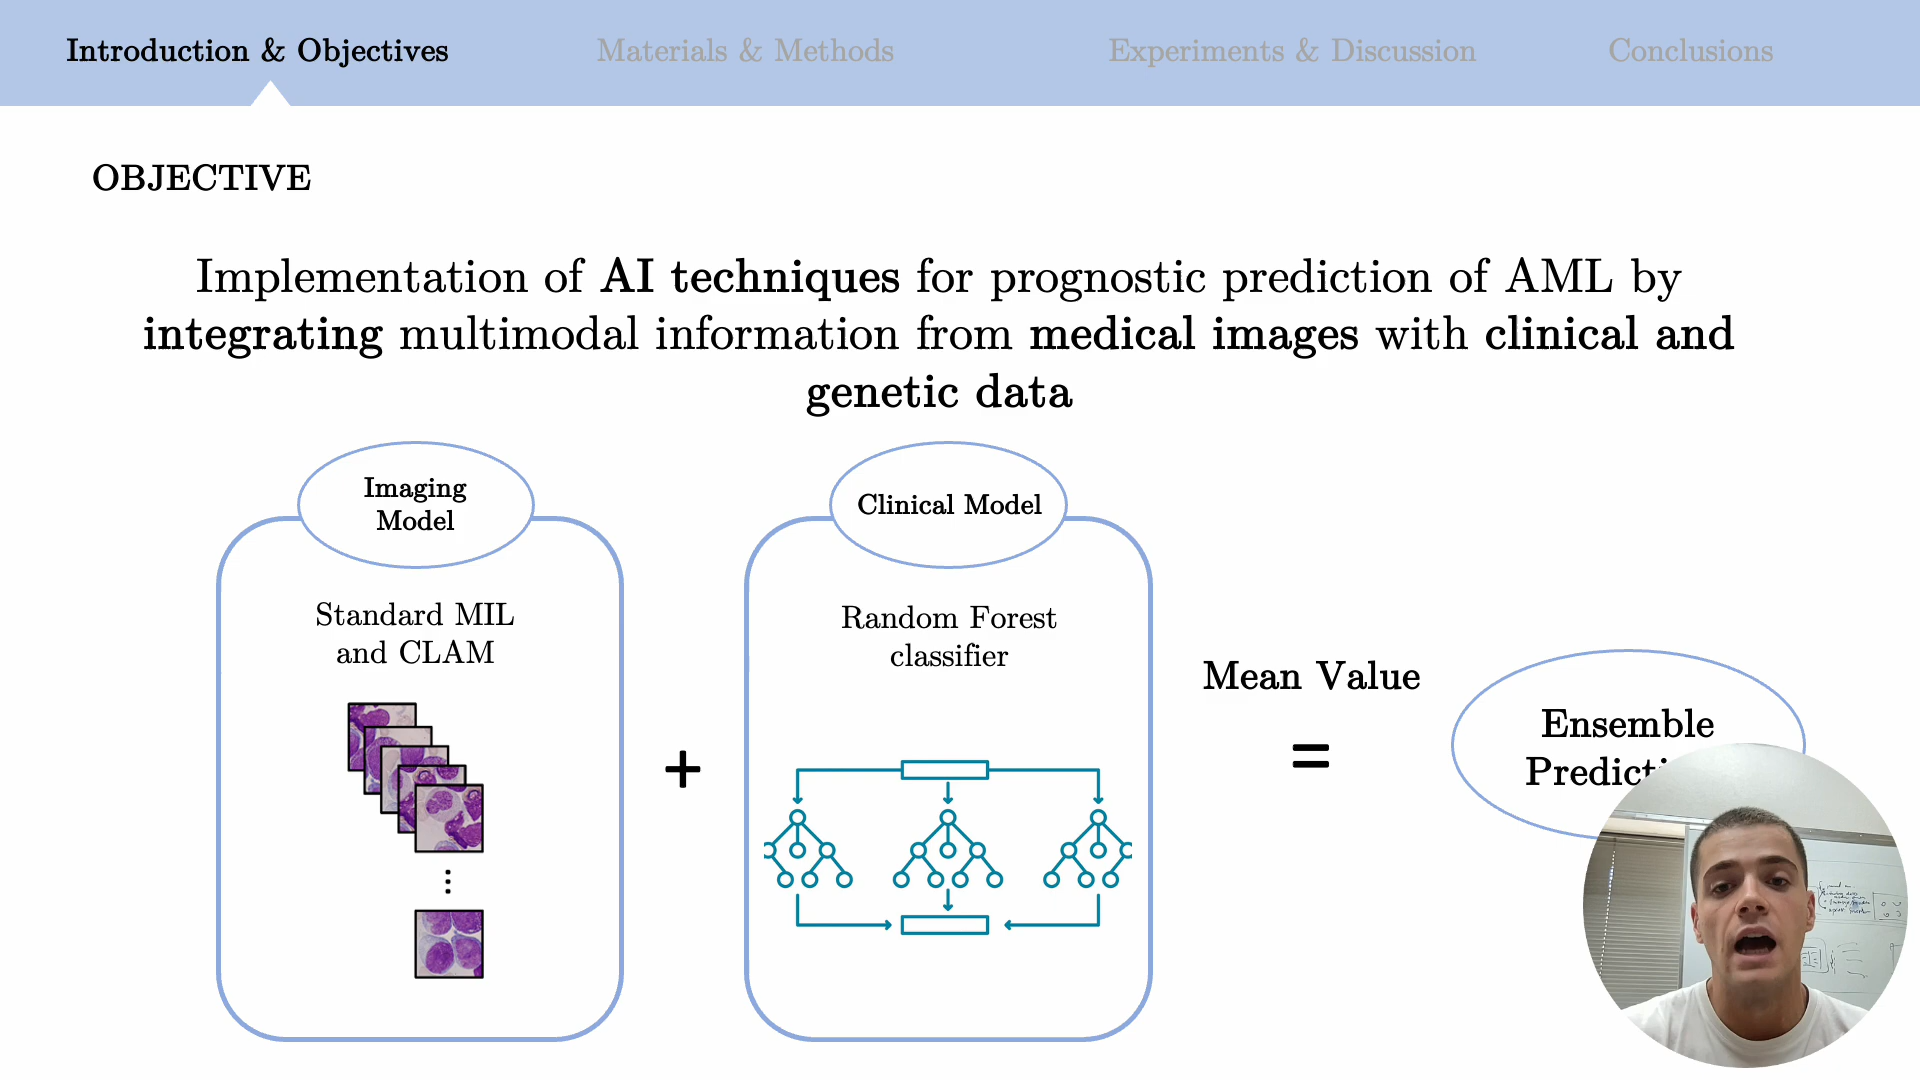 Introduction & Objectives
Materials & Methods
Experiments & Discussion
Conclusions
OBJECTIVE
Implementation of AI techniques for prognostic prediction of AML by
integrating multimodal information from medical images with clinical and
genetic data
Imaging
Model
Standard MIL
and CLAM
+
Clinical Model
Random Forest
classifier
Mean Value
=
Ensemble